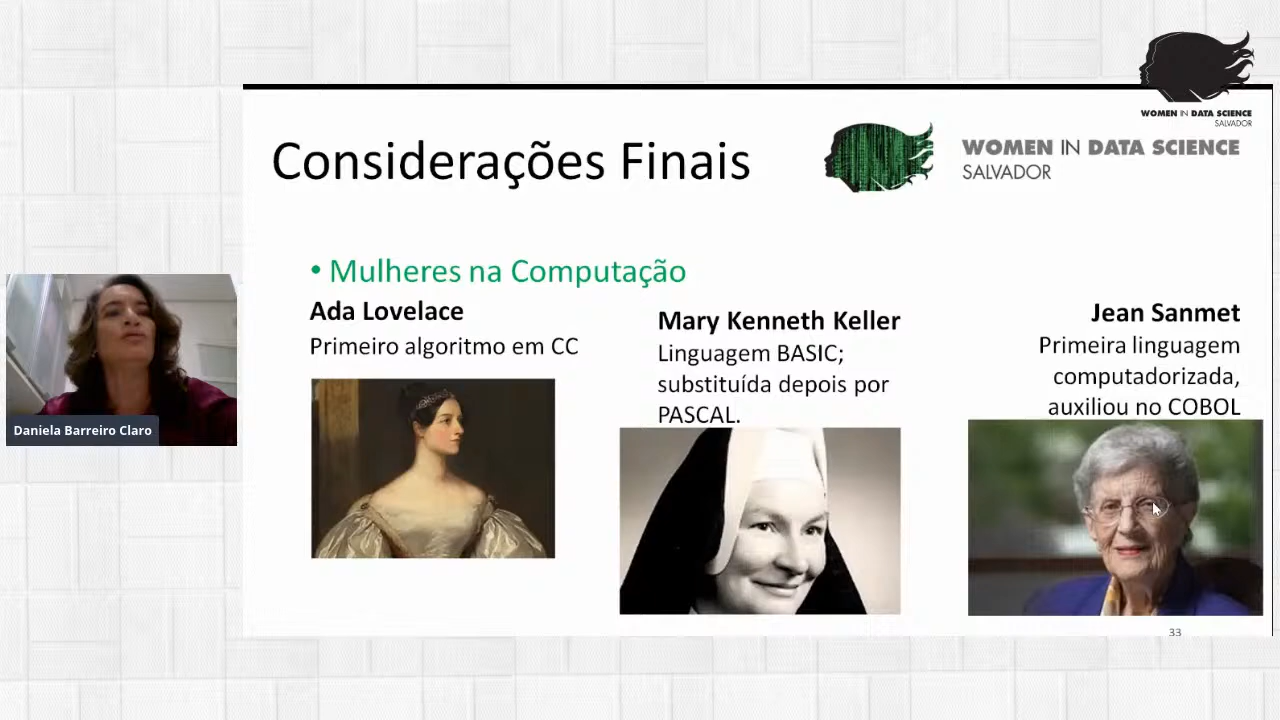 WOMEN IN DATA SCIENCE
SALVADOR
Considerações Finais
WOMEN IN DATA SCIENCE
SALVADOR
• Mulheres na Computação
Ada Lovelace
Primeiro algoritmo em CC
Mary Kenneth Keller
Linguagem BASIC;
substituída depois por
PASCAL.
Jean Sanmet
Primeira linguagem
computadorizada,
auxiliou no COBOL
Daniela Barreiro Claro
33